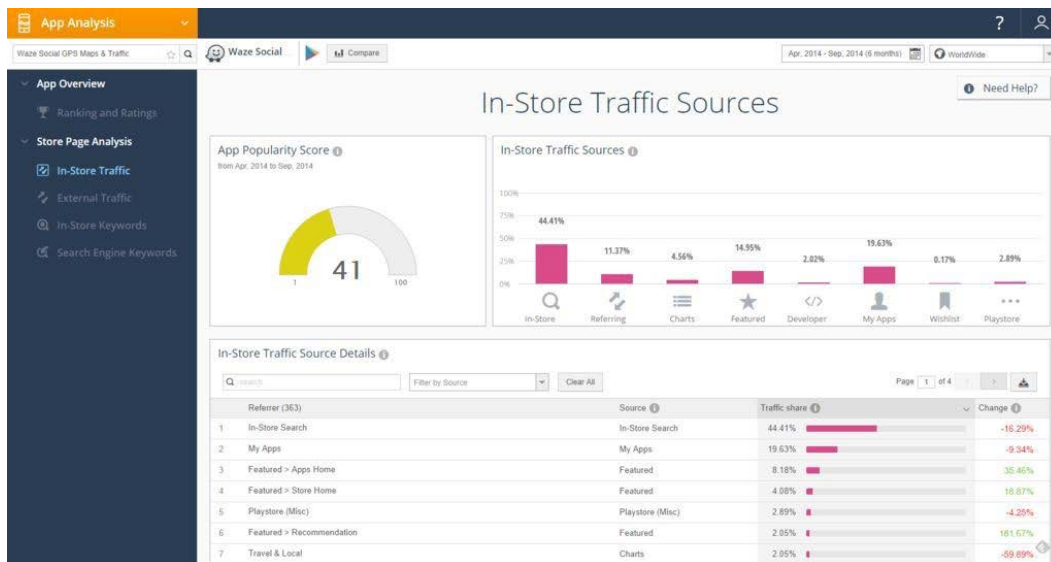 App Analysis
?
Waze Social GPS Maps & Traffic
Waze Social
Compare
Apr, 2014 - Sep, 2014 (6 months)
WorldWide
App Overview
Ranking and Ratings
Store Page Analysis
In-Store Traffic
External Traffic
In-Store Keywords
Search Engine Keywords
Need Help?
In-Store Traffic Sources
App Popularity Score
from Apr, 2014 to Sep, 2014
41
1
100
In-Store Traffic Sources
100%
75%
50%
25%
0%
44.41%
11.37%
4.56%
14.95%
2.02%
19.63%
0.17%
2.89%
In-Store
Referring
Charts
Featured
Developer
My Apps
Wishlist
Playstore
In-Store Traffic Source Details
search
Filter by Source
Clear All
Page 1 of 4
Referrer (363) Source Traffic share Change
1 In-Store Search In-Store Search 44.41% -16.29%
2 My Apps My Apps 19.63% -9.34%
3 Featured > Apps Home Featured 8.18% 35.46%
4 Featured > Store Home Featured 4.08% 16.87%
5 Playstore (Misc) Playstore (Misc) 2.89% -4.25%
6 Featured > Recommendation Featured 2.05% 161.67%
7 Travel & Local Charts 2.05% -59.89%